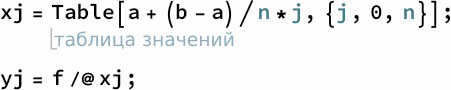 xj = Table[a + (b - a) / n * j, {j, 0, n}];
таблица значений
yj = f /@ xj;